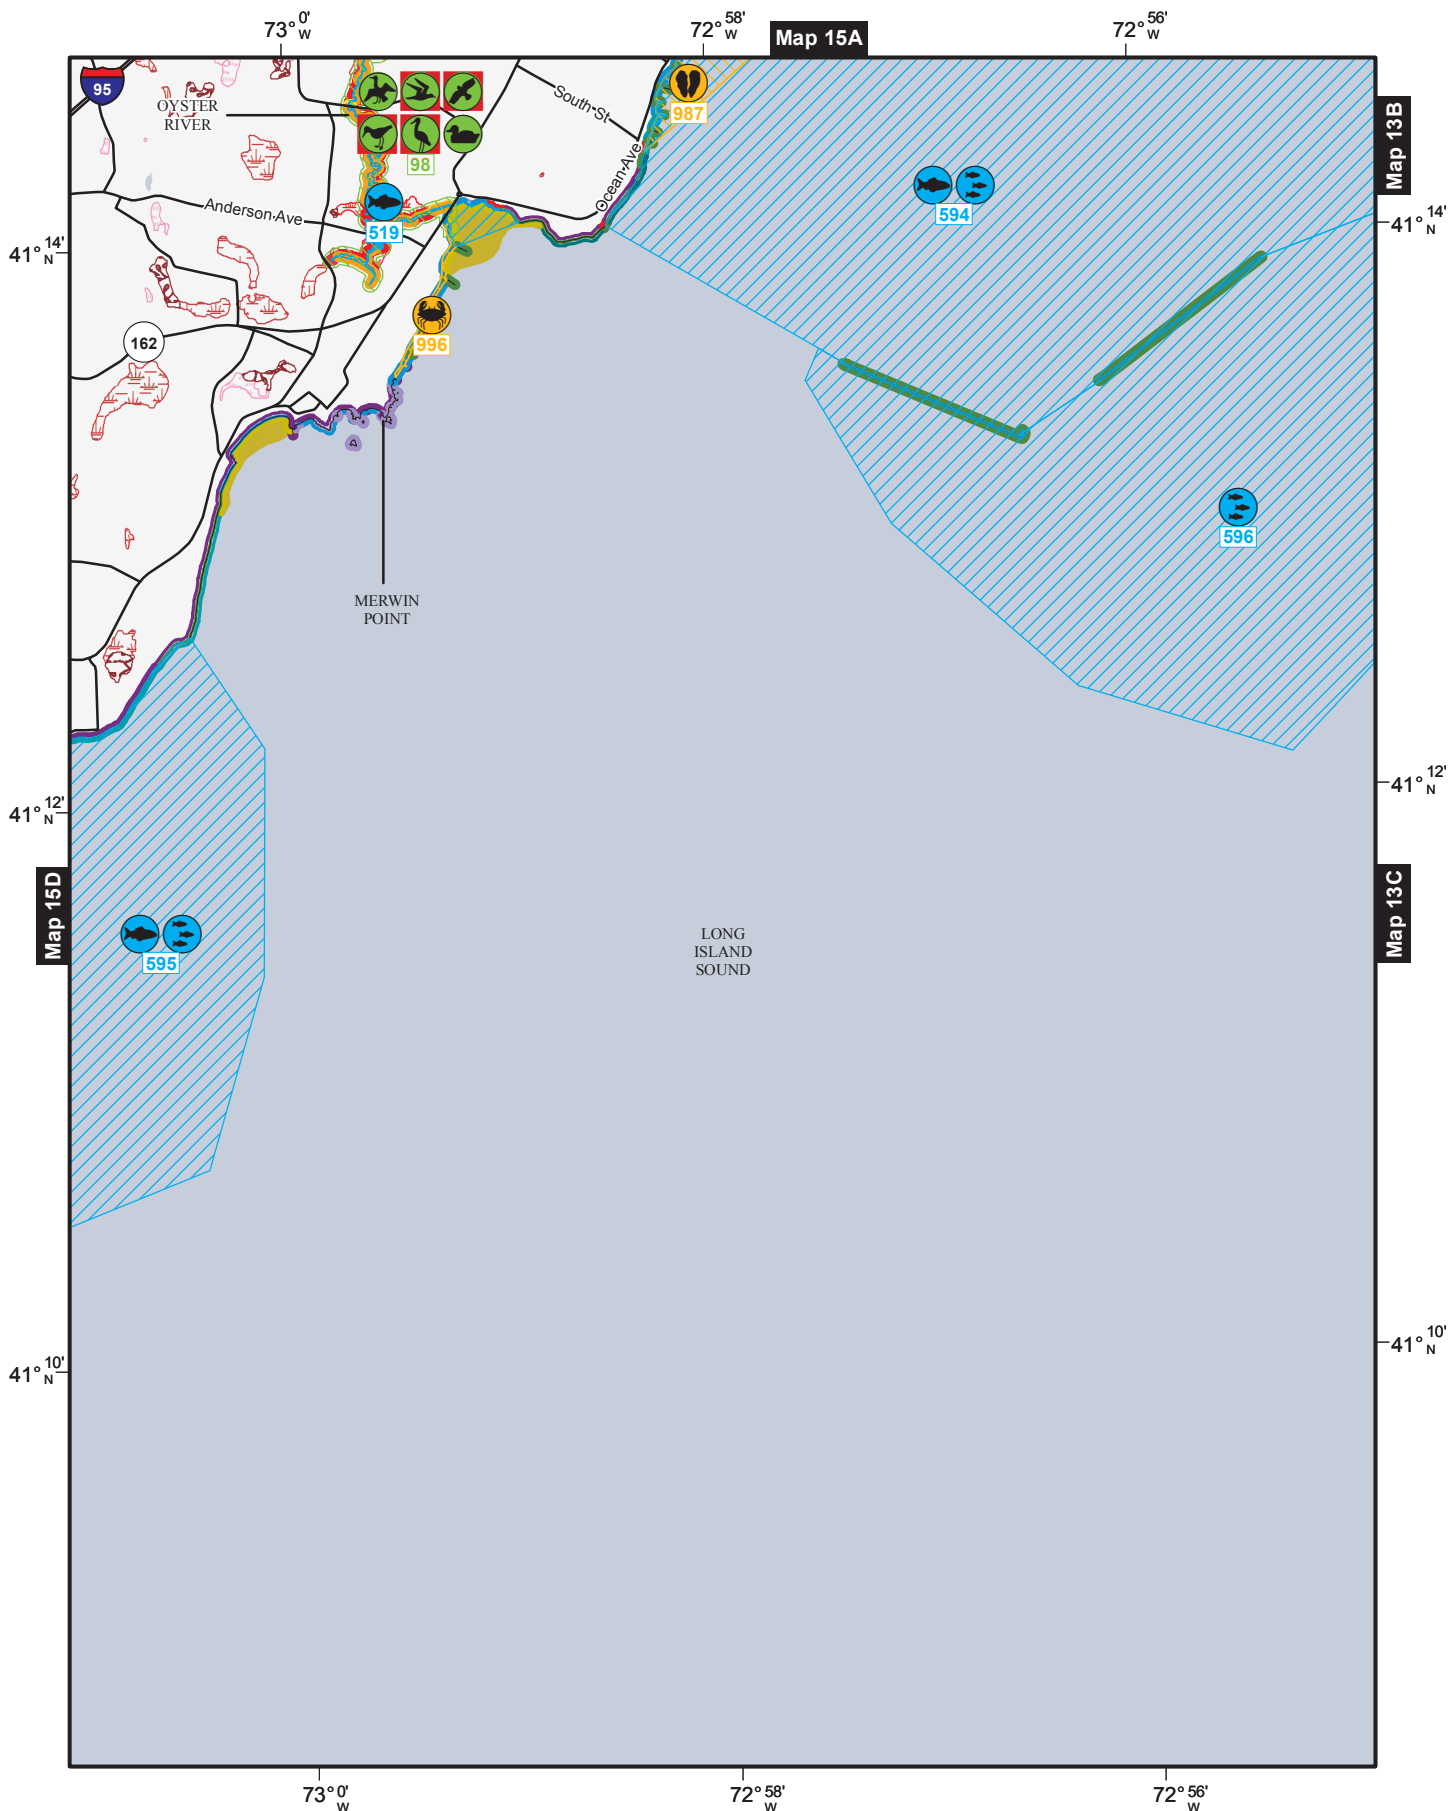 73° 0' W
72° 58' W
Map 15A
72° 56' W
95
OYSTER
RIVER
South St
987
Map 13B
98
Ocean Ave
594
Anderson Ave
519
41° 14' N
41° 14' N
996
162
596
MERWIN
POINT
41° 12' N
41° 12' N
Map 15D
Map 13C
595
LONG
ISLAND
SOUND
41° 10' N
41° 10' N
73° 0' W
72° 58' W
72° 56' W